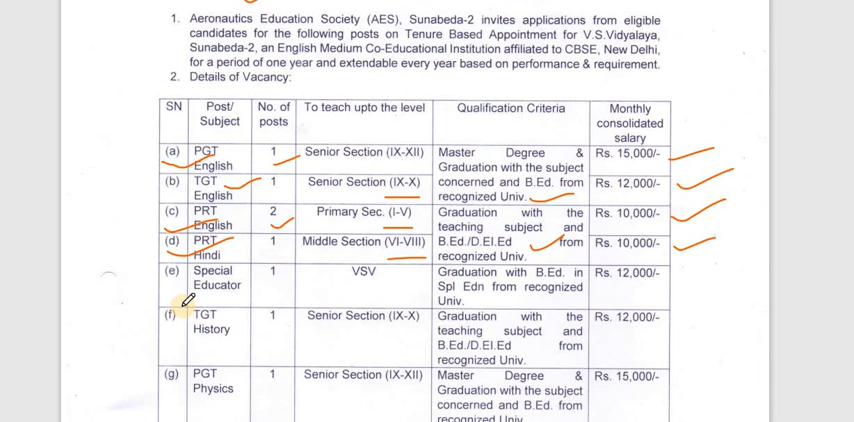 1. Aeronautics Education Society (AES), Sunabeda-2 invites applications from eligible
candidates for the following posts on Tenure Based Appointment for V.S.Vidyalaya,
Sunabeda-2, an English Medium Co-Educational Institution affiliated to CBSE, New Delhi,
for a period of one year and extendable every year based on performance & requirement.
2. Details of Vacancy:
SN Post/ Subject No. of posts To teach upto the level Qualification Criteria Monthly consolidated salary
(a) PGT English 1 Senior Section (IX-XII) Master Degree & Rs. 15,000/-
Graduation with the subject
(b) TGT English 1 Senior Section (IX-X) concerned and B.Ed. from Rs. 12,000/-
recognized Univ.
(c) PRT English 2 Primary Sec. (I-V) Graduation with the Rs. 10,000/-
teaching subject and
(d) PRT Hindi 1 Middle Section (VI-VIII) B.Ed./D.El.Ed from Rs. 10,000/-
recognized Univ.
(e) Special Educator 1 VSV Graduation with B.Ed. in Rs. 12,000/-
Spl Edn from recognized
Univ.
(f) TGT History 1 Senior Section (IX-X) Graduation with the Rs. 12,000/-
teaching subject and
B.Ed./D.El.Ed from
recognized Univ.
(g) PGT Physics 1 Senior Section (IX-XII) Master Degree & Rs. 15,000/-
Graduation with the subject
concerned and B.Ed. from
recognized Univ.